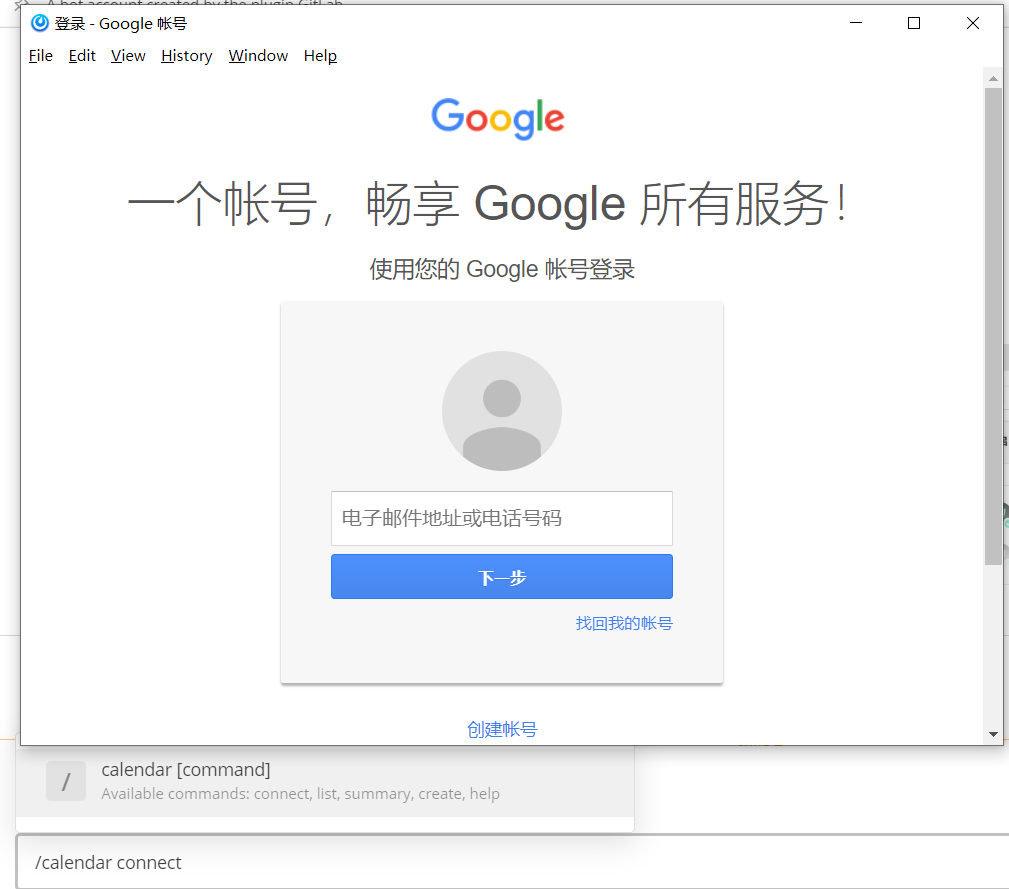 A bot account created by the plugin GitLab
登录 - Google 帐号
File Edit View History Window Help
Google
一个帐号，畅享 Google 所有服务！
使用您的 Google 帐号登录
电子邮件地址或电话号码
下一步
找回我的帐号
创建帐号
/
calendar [command]
Available commands: connect, list, summary, create, help
/calendar connect